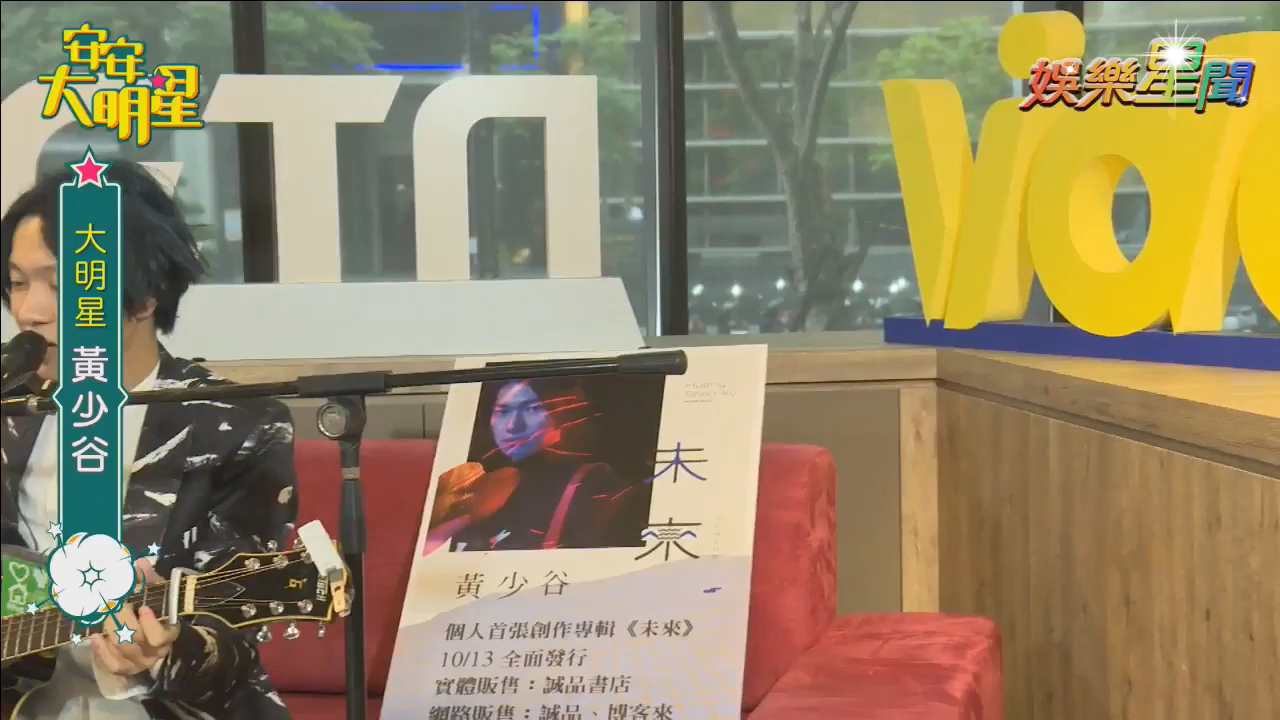 安安
大明星
娛樂星聞
大明星
黃少谷
未來
黃少谷
個人首張創作專輯《未來》
10/13 全面發行
實體販售：誠品書店
網路販售：誠品、博客來